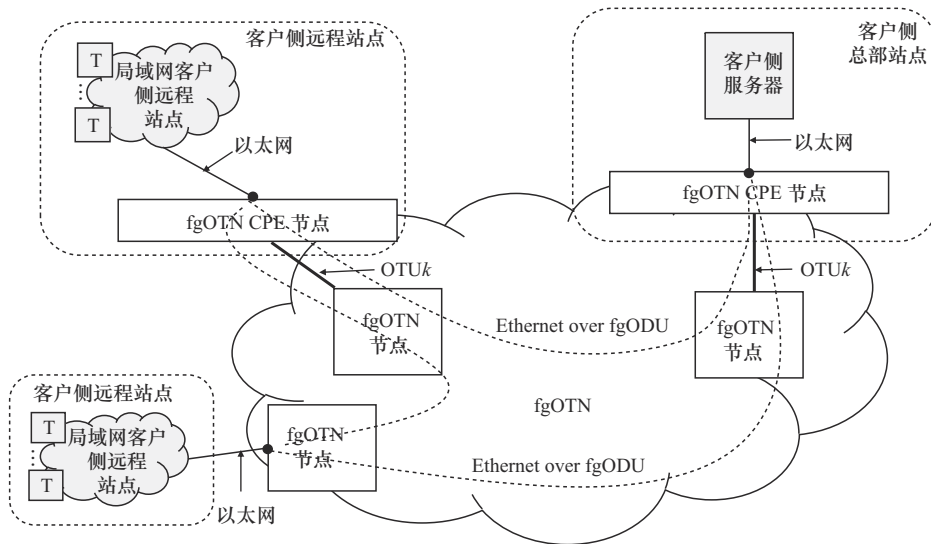 客户侧远程站点
T
⋮
T
局域网客户
侧远程
站点
以太网
fgOTN CPE 节点
OTUk
fgOTN
节点
客户侧
总部站点
客户侧
服务器
以太网
fgOTN CPE 节点
OTUk
fgOTN
节点
Ethernet over fgODU
fgOTN
客户侧远程站点
T
⋮
T
局域网客户
侧远程
站点
以太网
fgOTN
节点
Ethernet over fgODU